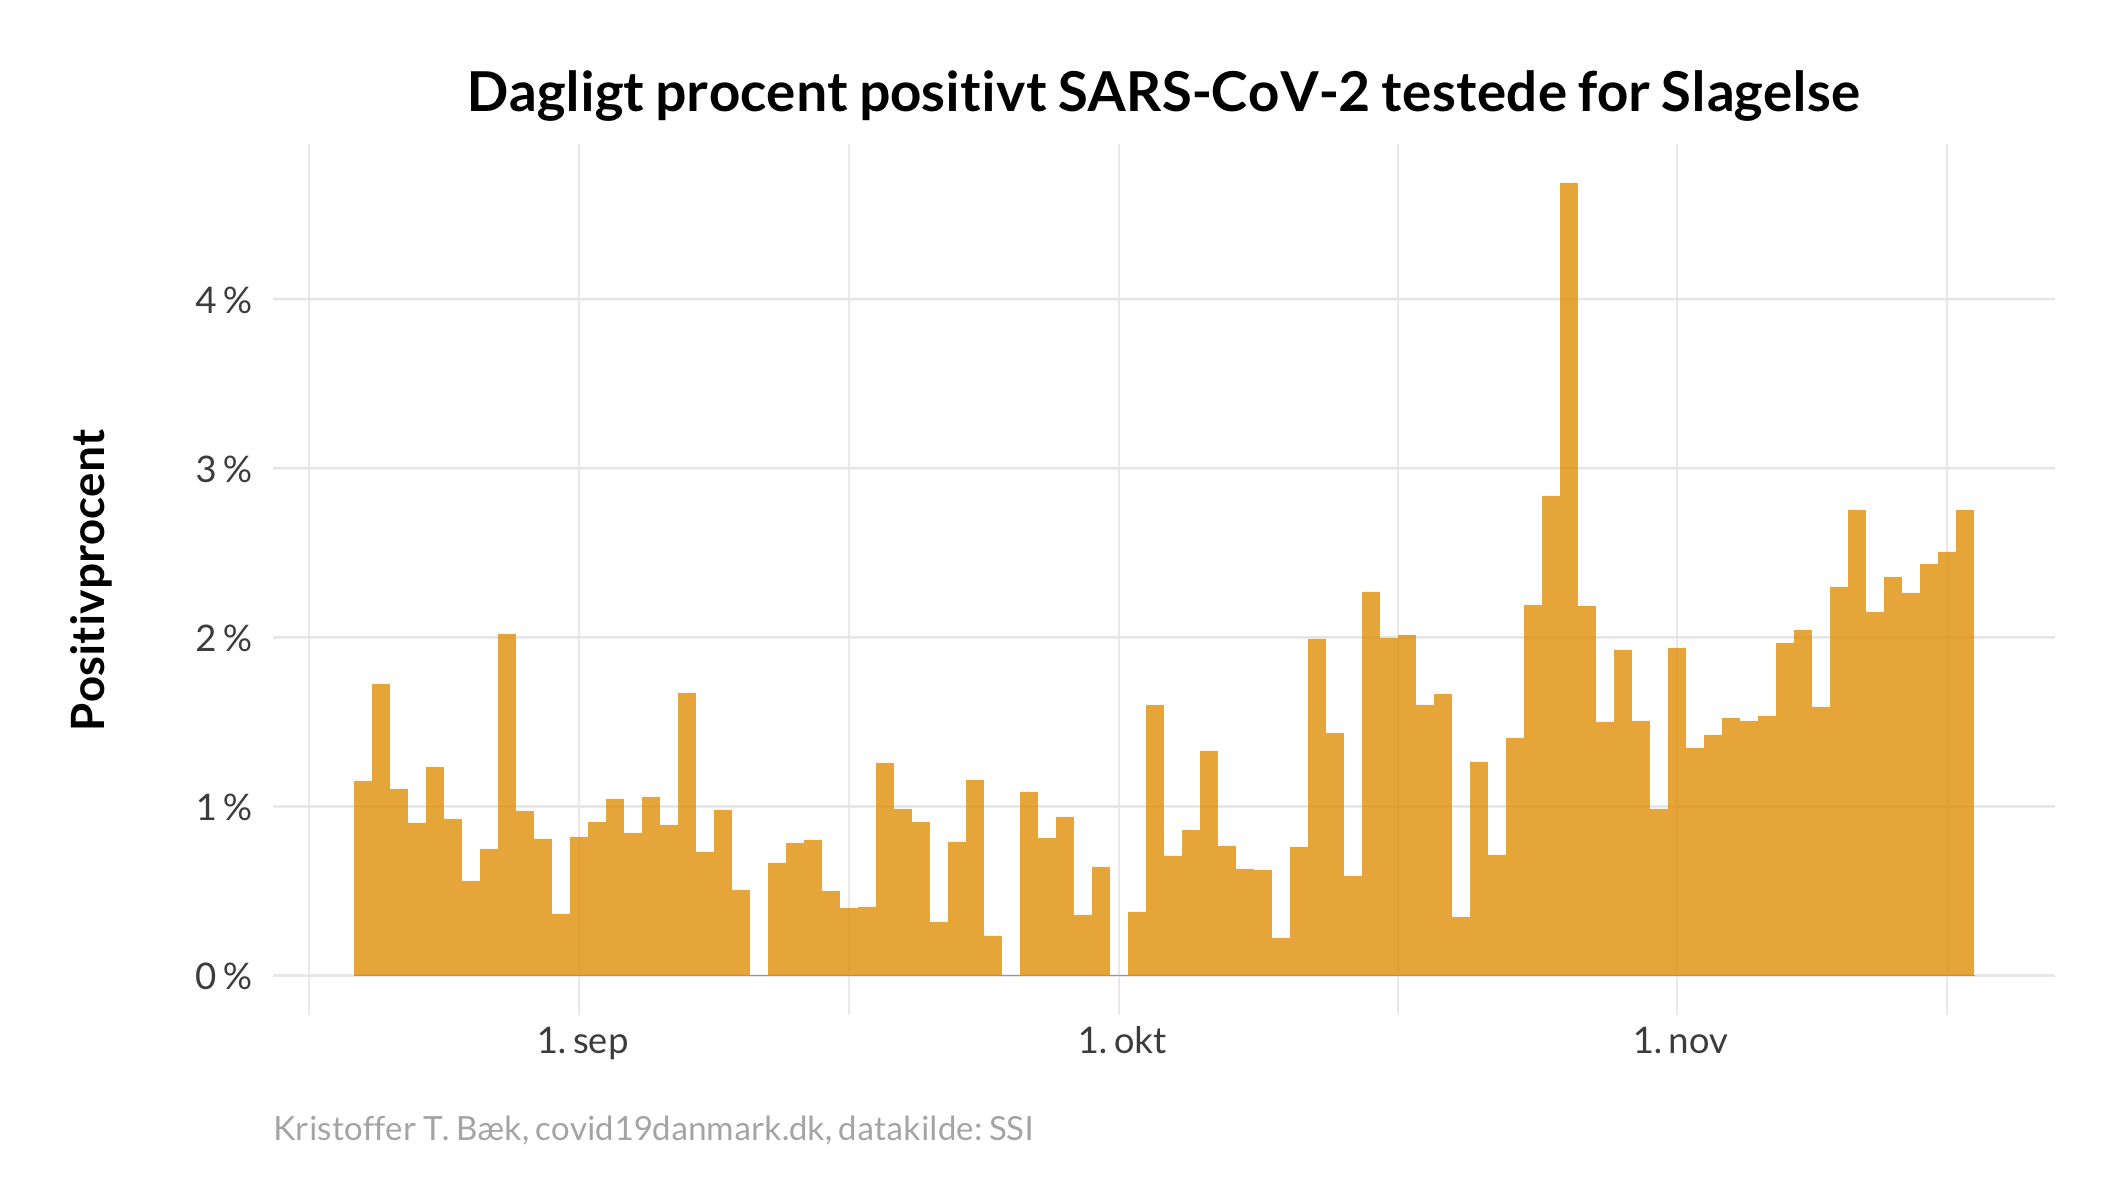 Dagligt procent positivt SARS-CoV-2 testede for Slagelse
Positivprocent
4 %
3 %
2 %
1 %
0 %
1. sep
1. okt
1. nov
Kristoffer T. Bæk, covid19danmark.dk, datakilde: SSI